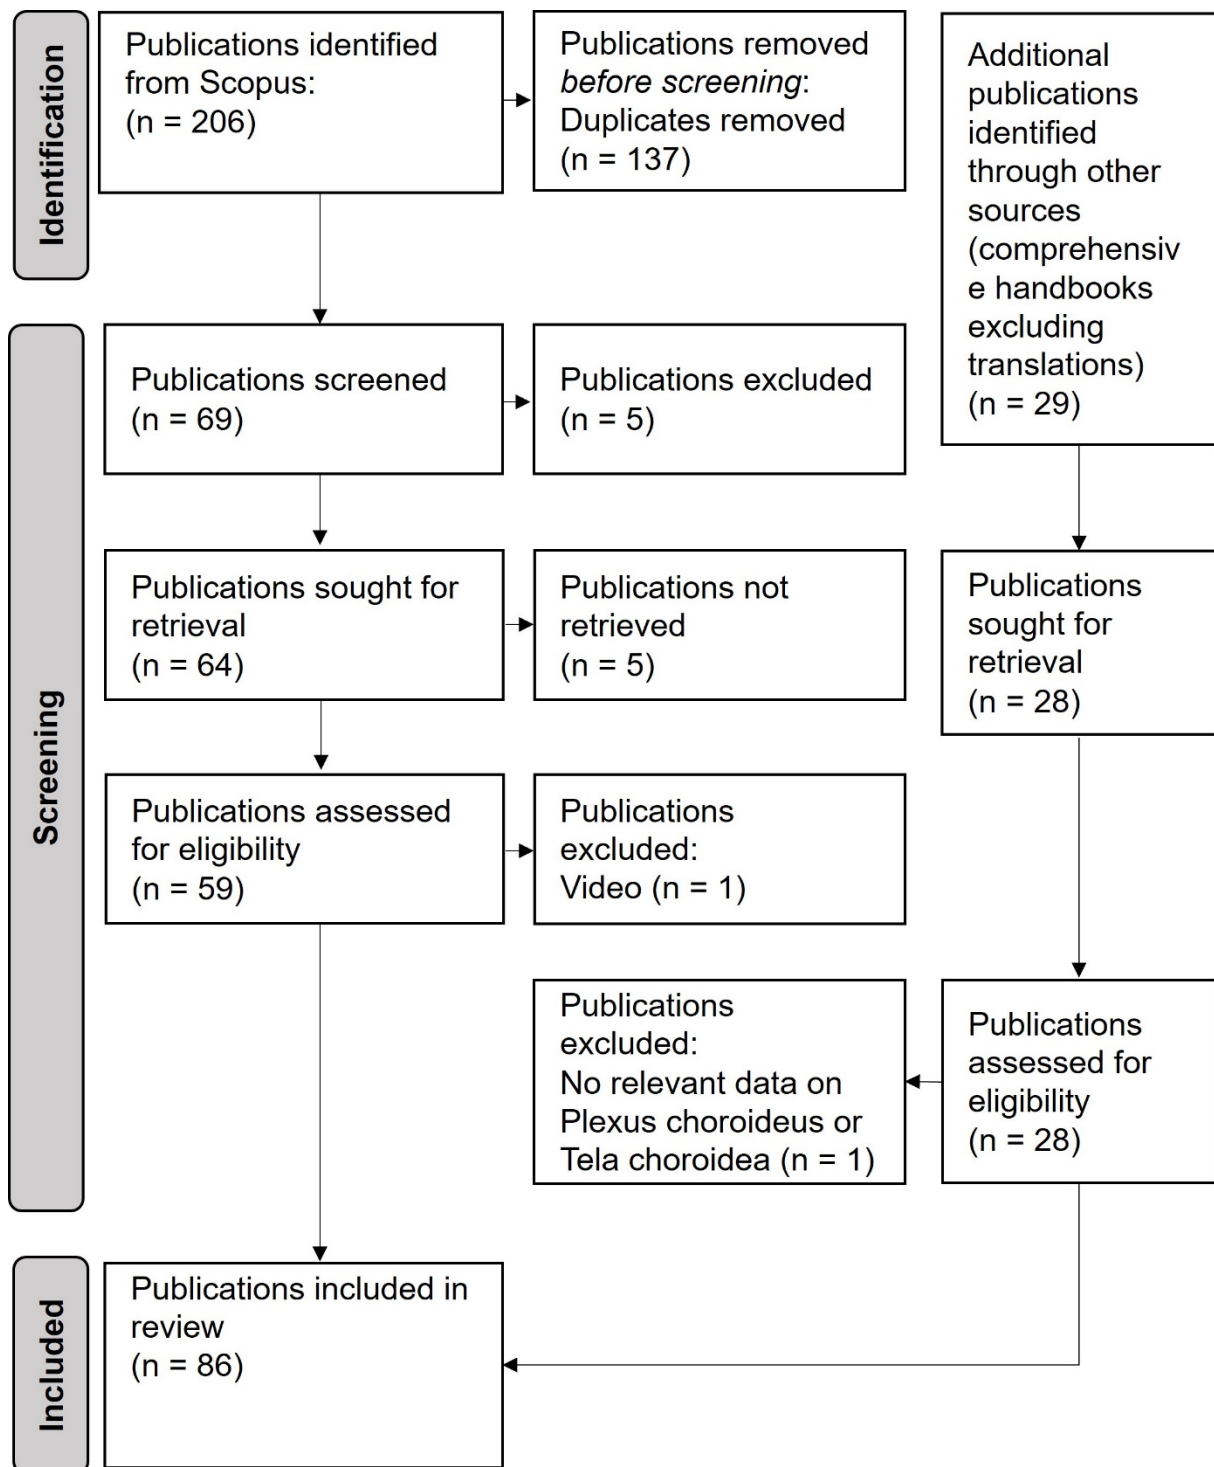 Identification
Publications identified
from Scopus:
(n = 206)
Publications removed
before screening:
Duplicates removed
(n = 137)
Additional
publications
identified
through other
sources
(comprehensiv
e handbooks
excluding
translations)
(n = 29)
Screening
Publications screened
(n = 69)
Publications excluded
(n = 5)
Publications sought for
retrieval
(n = 64)
Publications not
retrieved
(n = 5)
Publications
sought for
retrieval
(n = 28)
Publications assessed
for eligibility
(n = 59)
Publications
excluded:
Video (n = 1)
Publications
excluded:
No relevant data on
Plexus choroideus or
Tela choroidea (n = 1)
Publications
assessed for
eligibility
(n = 28)
Included
Publications included in
review
(n = 86)